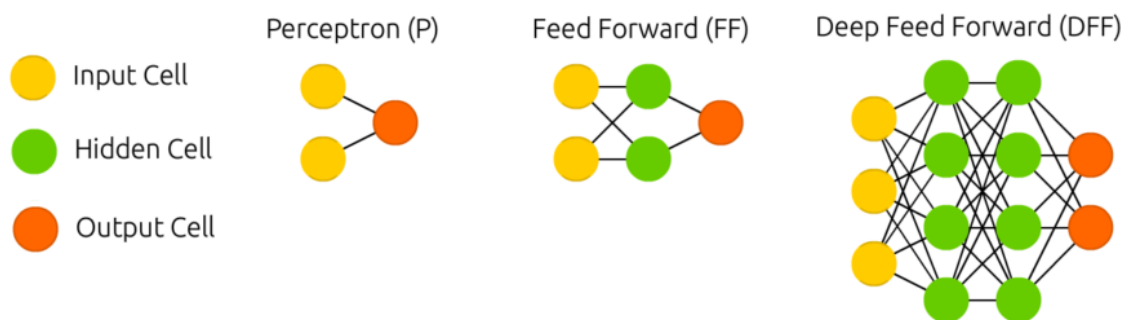 Perceptron (P)
Feed Forward (FF)
Deep Feed Forward (DFF)
Input Cell
Hidden Cell
Output Cell